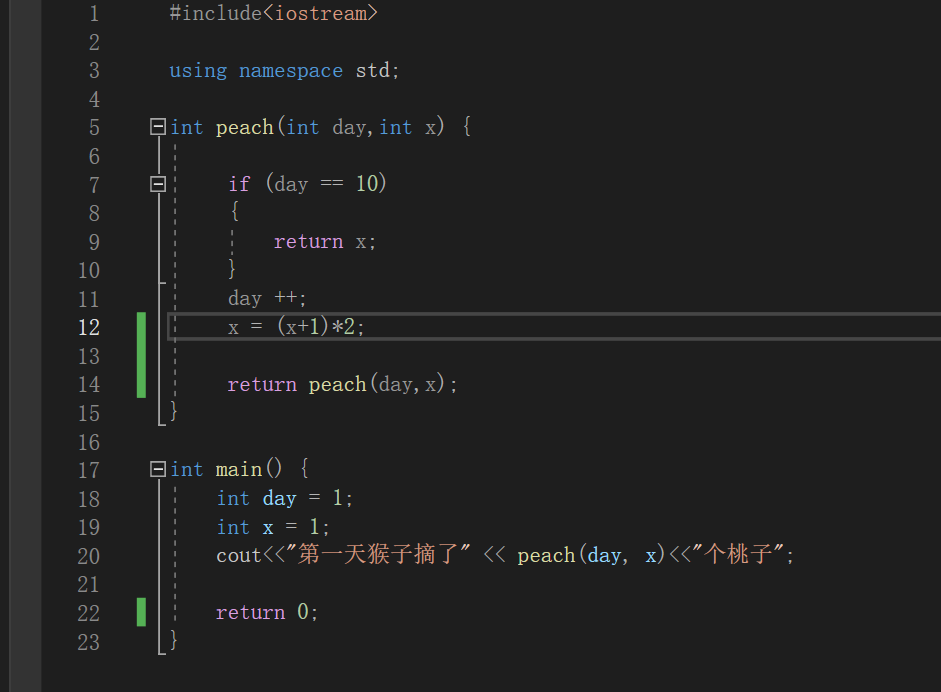 1 #include<iostream>
2
3 using namespace std;
4
5 int peach(int day,int x) {
6
7 if (day == 10)
8 {
9 return x;
10 }
11 day ++;
12 x = (x+1)*2;
13
14 return peach(day,x);
15 }
16
17 int main() {
18 int day = 1;
19 int x = 1;
20 cout<<"第一天猴子摘了" << peach(day, x)<<"个桃子";
21
22 return 0;
23 }